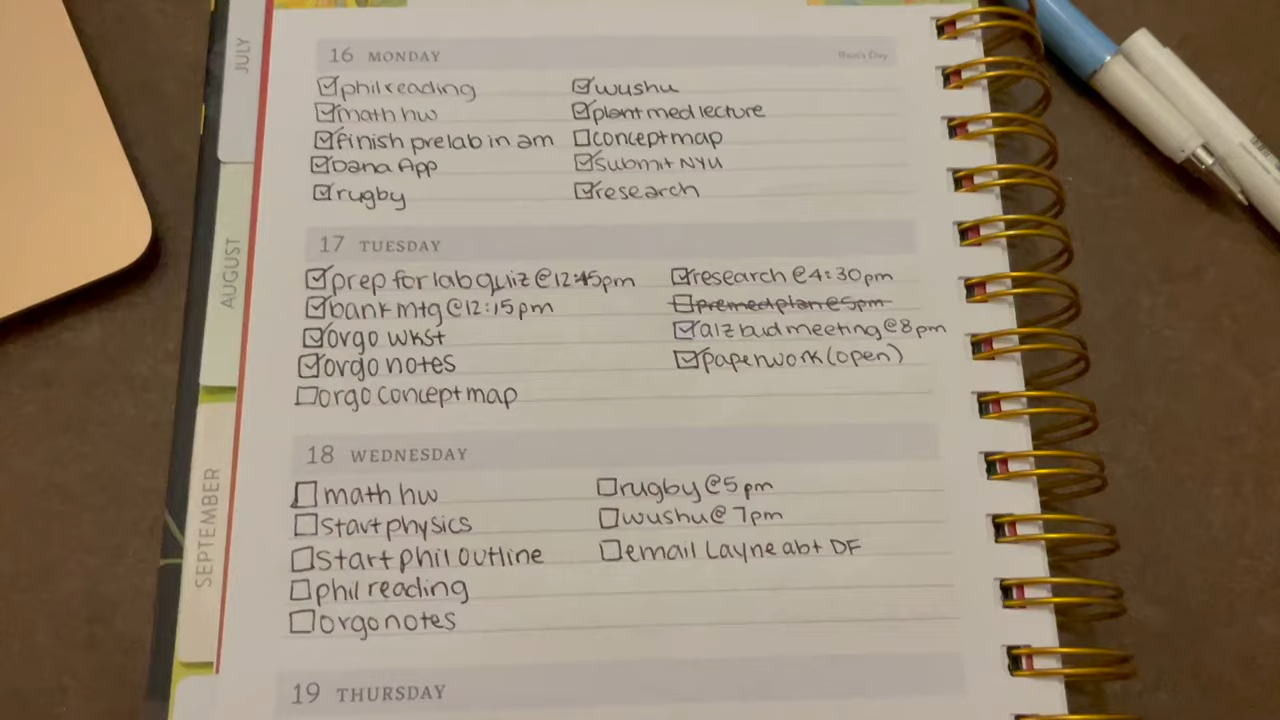 JULY
AUGUST
SEPTEMBER
16 MONDAY
Boss's Day
phil reading
math hw
finish prelab in am
Dana App
rugby
wushu
plant med lecture
concept map
submit NYU
research
17 TUESDAY
prep for lab quiz @ 12:45pm
bank mtg @ 12:15pm
orgo wkst
orgo notes
orgo concept map
research @ 4:30pm
premed plan @ 5pm
alz bud meeting @ 8pm
paperwork (open)
18 WEDNESDAY
math hw
start physics
start phil outline
phil reading
orgo notes
rugby @ 5pm
wushu @ 7pm
email Layne abt DF
19 THURSDAY